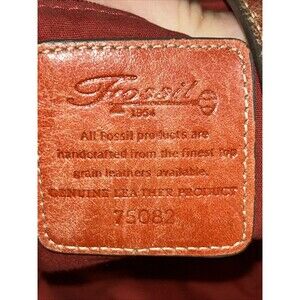 Fossil
1954
All Fossil products are
handcrafted from the finest top
grain leathers available.
GENUINE LEATHER PRODUCT
75082